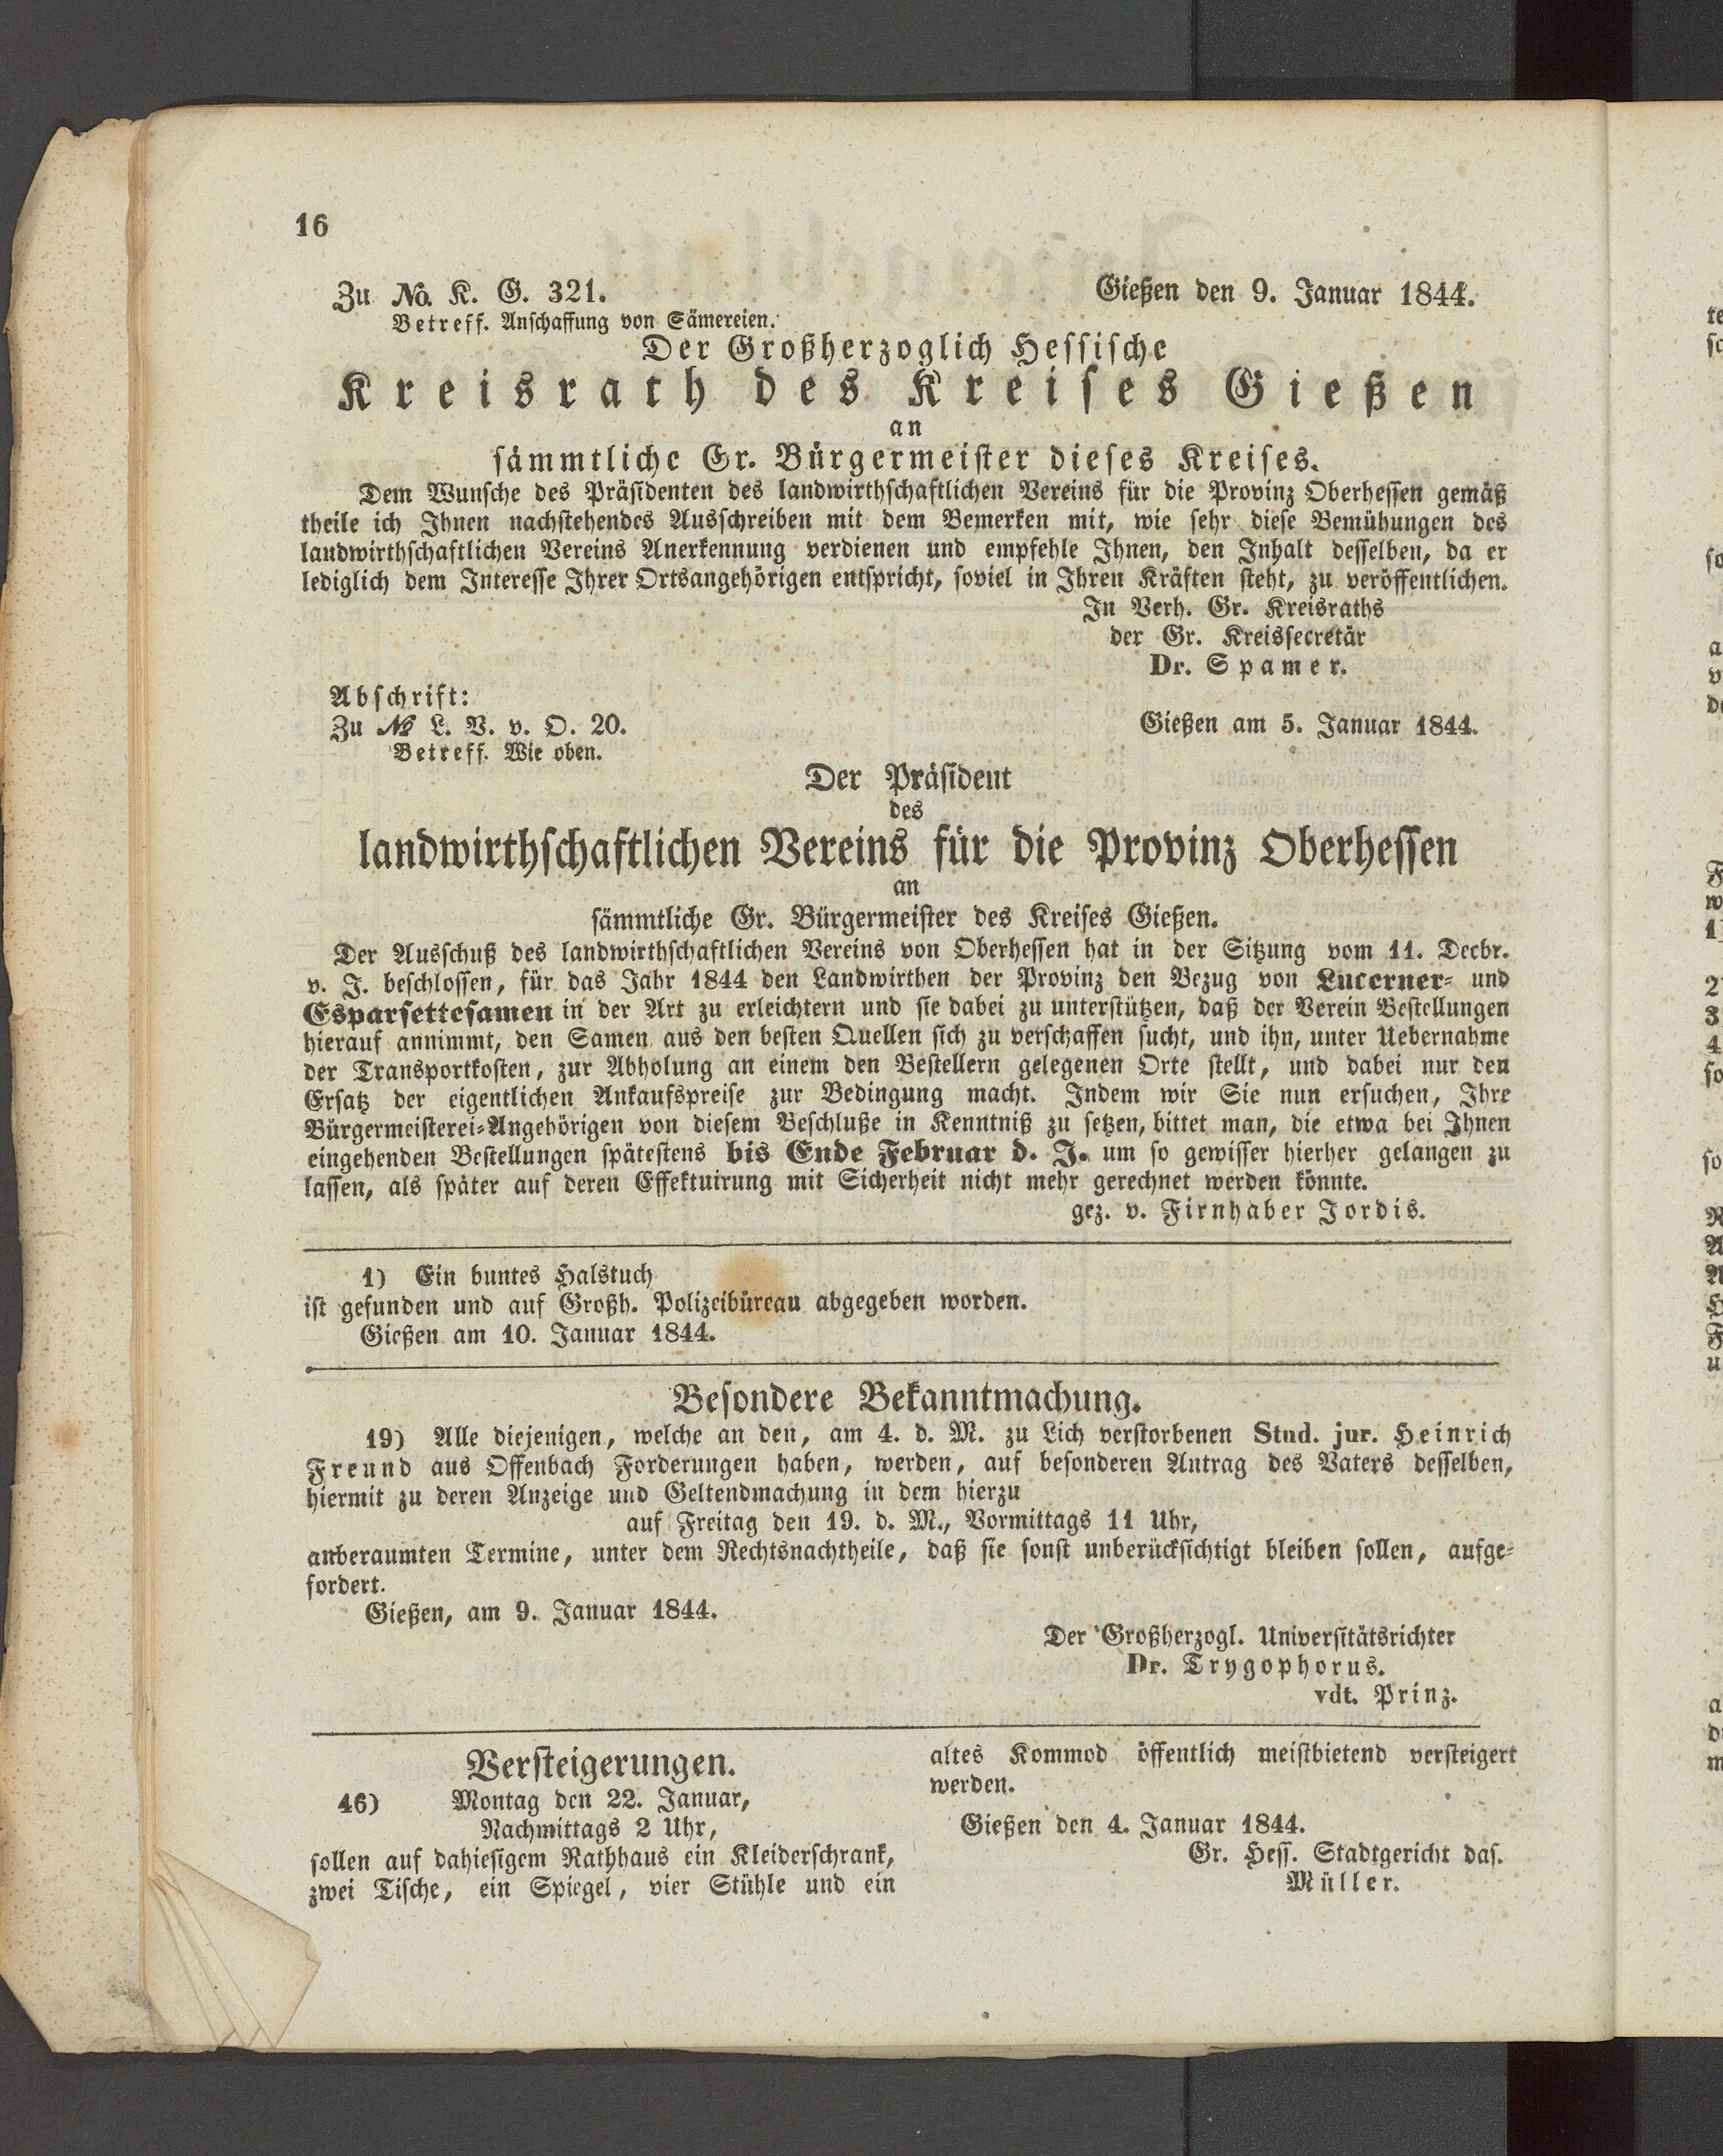 16
Zu No. K. G. 321. Gießen den 9. Januar 1844.
Betreff. Anschaffung von Sämereien.
Der Großherzoglich Hessische
Kreisrath des Kreises Gießen
an
sämmtliche Gr. Bürgermeister dieses Kreises.
Dem Wunsche des Präsidenten des landwirthschaftlichen Vereins für die Provinz Oberhessen gemäß
theile ich Ihnen nachstehendes Ausschreiben mit dem Bemerken mit, wie sehr diese Bemühungen des
landwirthschaftlichen Vereins Anerkennung verdienen und empfehle Ihnen, den Inhalt desselben, da er
lediglich dem Interesse Ihrer Ortsangehörigen entspricht, soviel in Ihren Kräften steht, zu veröffentlichen.
In Verh. Gr. Kreisraths
der Gr. Kreissecretär
Dr. Spamer.
Abschrift:
Zu № L. V. v. O. 20. Gießen am 5. Januar 1844.
Betreff. Wie oben.
Der Präsident
des
landwirthschaftlichen Vereins für die Provinz Oberhessen
an
sämmtliche Gr. Bürgermeister des Kreises Gießen.
Der Ausschuß des landwirthschaftlichen Vereins von Oberhessen hat in der Sitzung vom 11. Decbr.
v. J. beschlossen, für das Jahr 1844 den Landwirthen der Provinz den Bezug von Lucerner- und
Esparsettesamen in der Art zu erleichtern und sie dabei zu unterstützen, daß der Verein Bestellungen
hierauf annimmt, den Samen aus den besten Quellen sich zu verschaffen sucht, und ihn, unter Uebernahme
der Transportkosten, zur Abholung an einem den Bestellern gelegenen Orte stellt, und dabei nur den
Ersatz der eigentlichen Ankaufspreise zur Bedingung macht. Indem wir Sie nun ersuchen, Ihre
Bürgermeisterei-Angehörigen von diesem Beschluße in Kenntniß zu setzen, bittet man, die etwa bei Ihnen
eingehenden Bestellungen spätestens bis Ende Februar d. J. um so gewisser hierher gelangen zu
lassen, als später auf deren Effektuirung mit Sicherheit nicht mehr gerechnet werden könnte.
gez. v. Firnhaber Jordis.
1) Ein buntes Halstuch
ist gefunden und auf Großh. Polizeibüreau abgegeben worden.
Gießen am 10. Januar 1844.
Besondere Bekanntmachung.
19) Alle diejenigen, welche an den, am 4. d. M. zu Lich verstorbenen Stud. jur. Heinrich
Freund aus Offenbach Forderungen haben, werden, auf besonderen Antrag des Vaters desselben,
hiermit zu deren Anzeige und Geltendmachung in dem hierzu
auf Freitag den 19. d. M., Vormittags 11 Uhr,
anberaumten Termine, unter dem Rechtsnachtheile, daß sie sonst unberücksichtigt bleiben sollen, aufge-
fordert.
Gießen, am 9. Januar 1844.
Der Großherzogl. Universitätsrichter
Dr. Trygophorus.
vdt. Prinz.
Versteigerungen.
46) Montag den 22. Januar,
Nachmittags 2 Uhr,
sollen auf dahiesigem Rathhaus ein Kleiderschrank,
zwei Tische, ein Spiegel, vier Stühle und ein
altes Kommod öffentlich meistbietend versteigert
werden.
Gießen den 4. Januar 1844.
Gr. Hess. Stadtgericht das.
Müller.